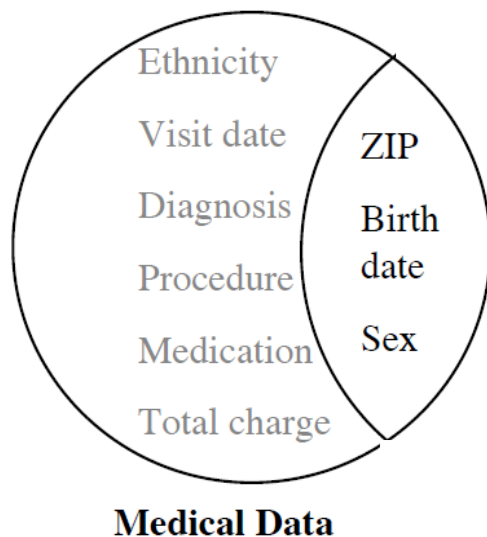 Ethnicity
Visit date
Diagnosis
Procedure
Medication
Total charge
ZIP
Birth
date
Sex
Medical Data